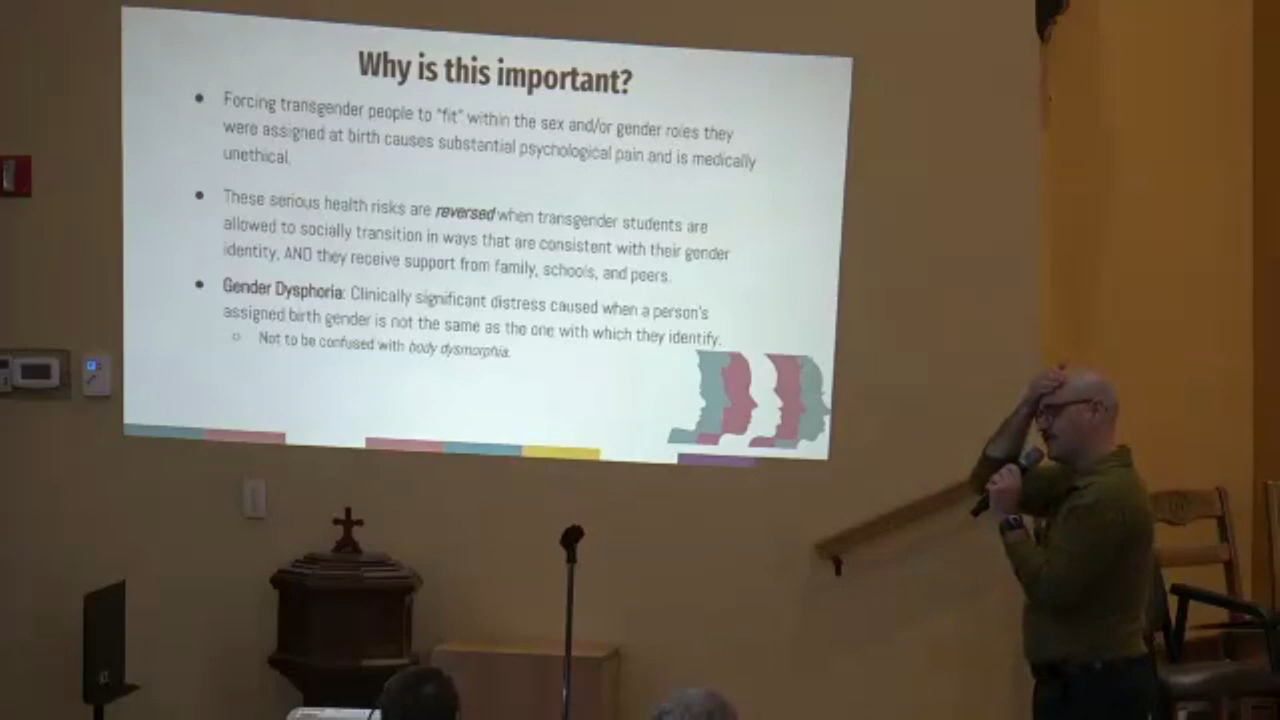 Why is this important?
Forcing transgender people to "fit" within the sex and/or gender roles they
were assigned at birth causes substantial psychological pain and is medically
unethical.
These serious health risks are reversed when transgender students are
allowed to socially transition in ways that are consistent with their gender
identity, AND they receive support from family, schools, and peers.
Gender Dysphoria: Clinically significant distress caused when a person's
assigned birth gender is not the same as the one with which they identify.
Not to be confused with body dysmorphia.